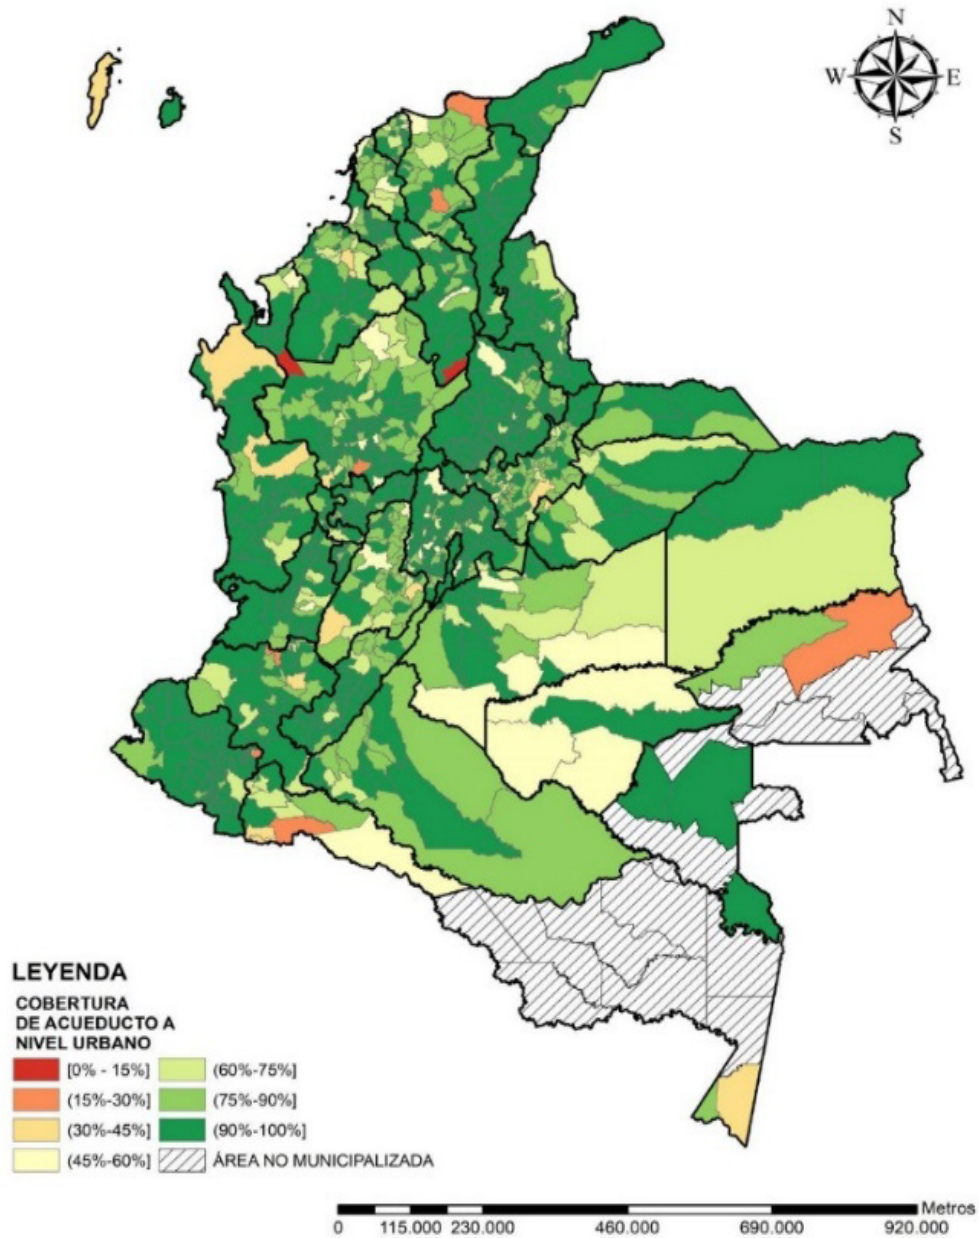 N
W E
S
LEYENDA
COBERTURA
DE ACUEDUCTO A
NIVEL URBANO
[0% - 15%] (60%-75%]
(15%-30%] (75%-90%]
(30%-45%] (90%-100%]
(45%-60%] ÁREA NO MUNICIPALIZADA
Metros
0 115.000 230.000 460.000 690.000 920.000